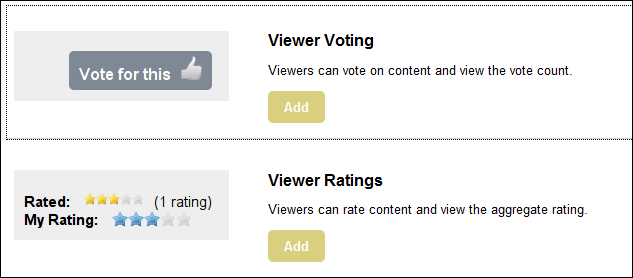 Vote for this
Viewer Voting
Viewers can vote on content and view the vote count.
Add
Rated: (1 rating)
My Rating:
Viewer Ratings
Viewers can rate content and view the aggregate rating.
Add